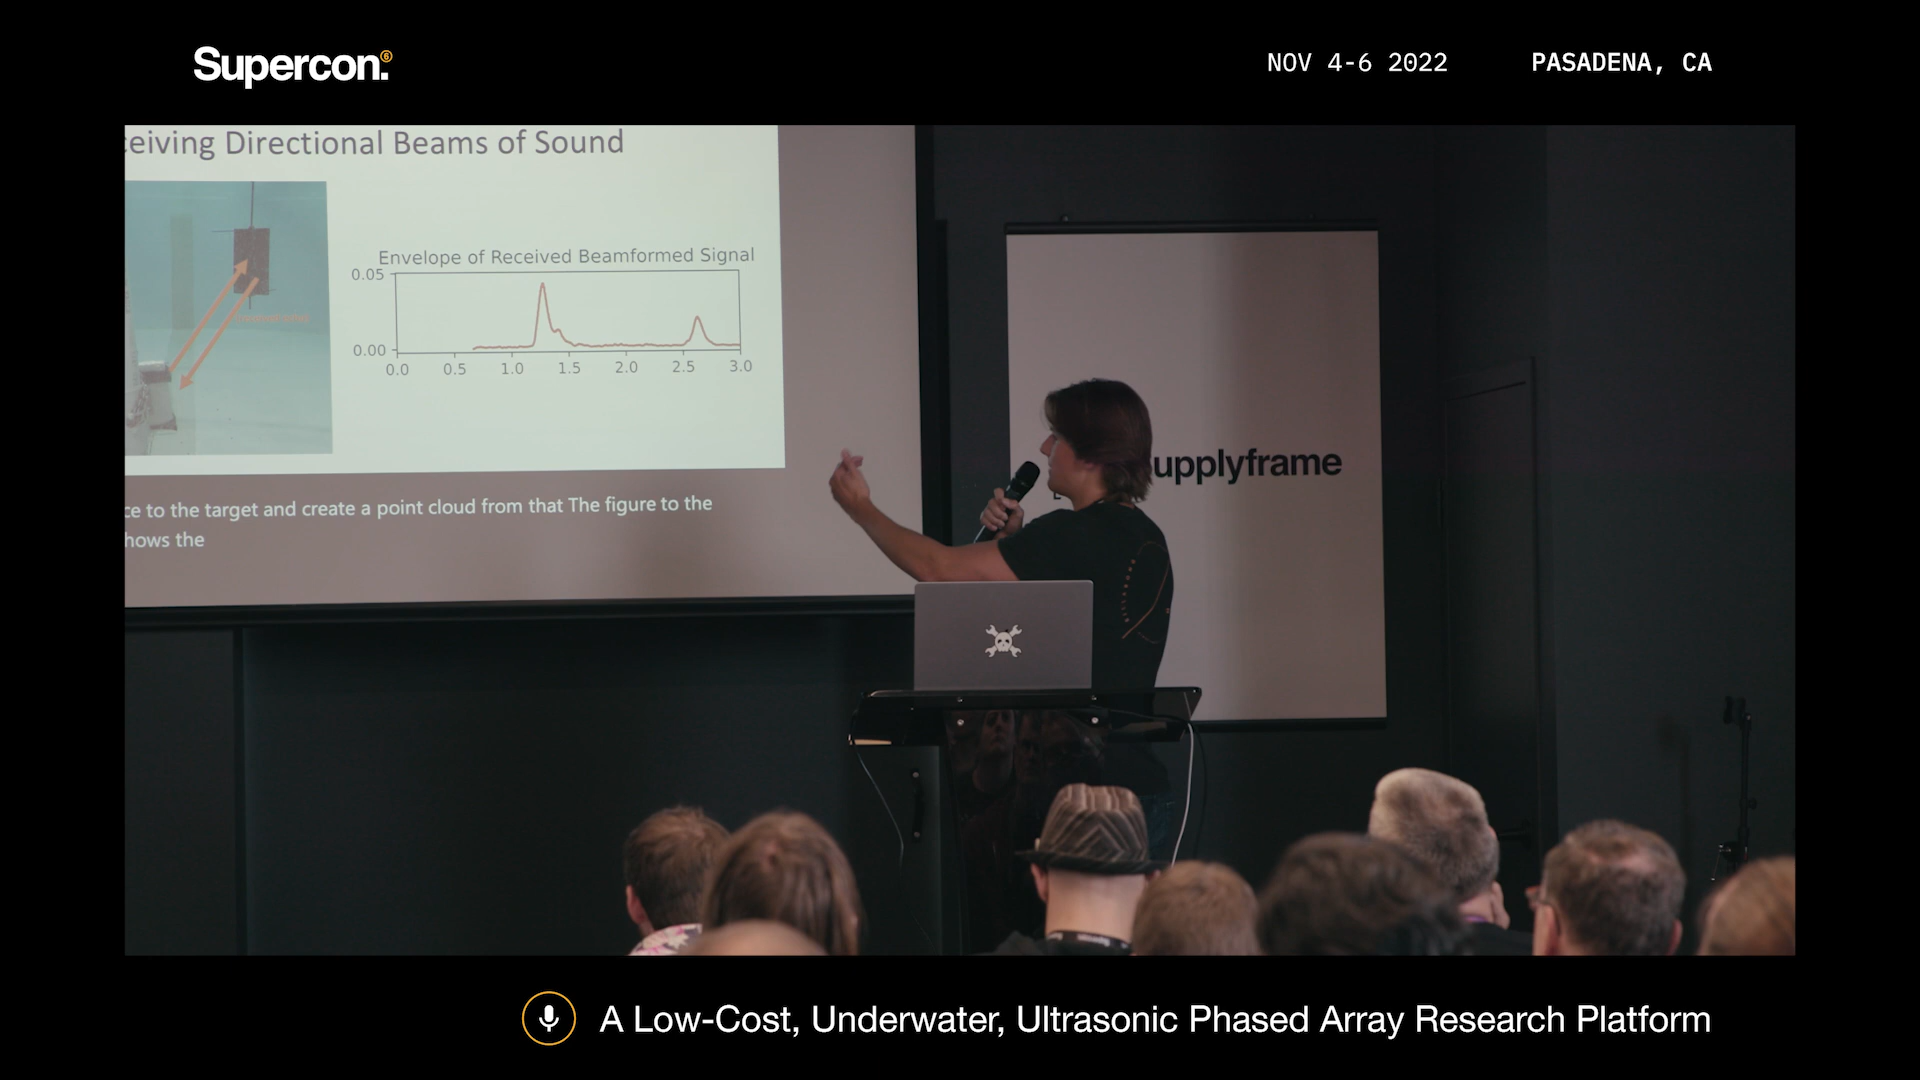 Supercon.6
NOV 4-6 2022 PASADENA, CA
ceiving Directional Beams of Sound
Envelope of Received Beamformed Signal
0.05
0.00
0.0 0.5 1.0 1.5 2.0 2.5 3.0
ce to the target and create a point cloud from that The figure to the
hows the
upplyframe
A Low-Cost, Underwater, Ultrasonic Phased Array Research Platform